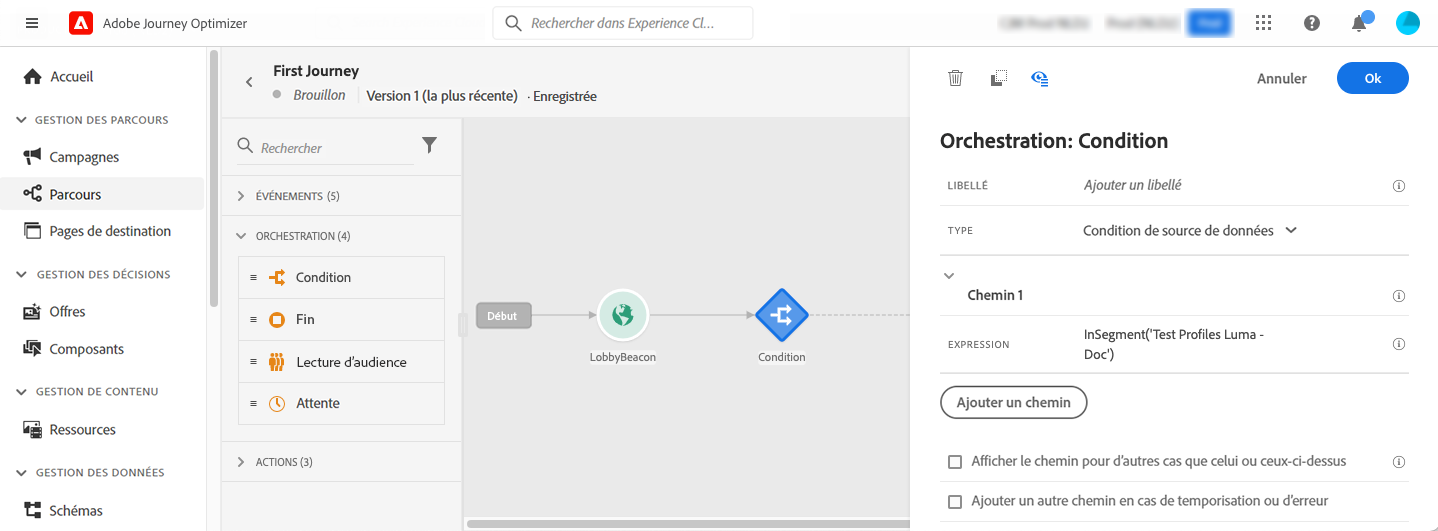 Adobe Journey Optimizer
Rechercher dans Experience Cl...
Accueil
GESTION DES PARCOURS
Campagnes
Parcours
Pages de destination
GESTION DES DÉCISIONS
Offres
Composants
GESTION DE CONTENU
Ressources
GESTION DES DONNÉES
Schémas
First Journey
Brouillon Version 1 (la plus récente) · Enregistrée
Rechercher
ÉVÉNEMENTS (5)
ORCHESTRATION (4)
Condition
Fin
Lecture d'audience
Attente
ACTIONS (3)
Début
LobbyBeacon
Condition
Annuler
Ok
Orchestration: Condition
LIBELLÉ Ajouter un libellé
TYPE Condition de source de données
Chemin 1
EXPRESSION InSegment('Test Profiles Luma -
Doc')
Ajouter un chemin
Afficher le chemin pour d'autres cas que celui ou ceux-ci-dessus
Ajouter un autre chemin en cas de temporisation ou d'erreur